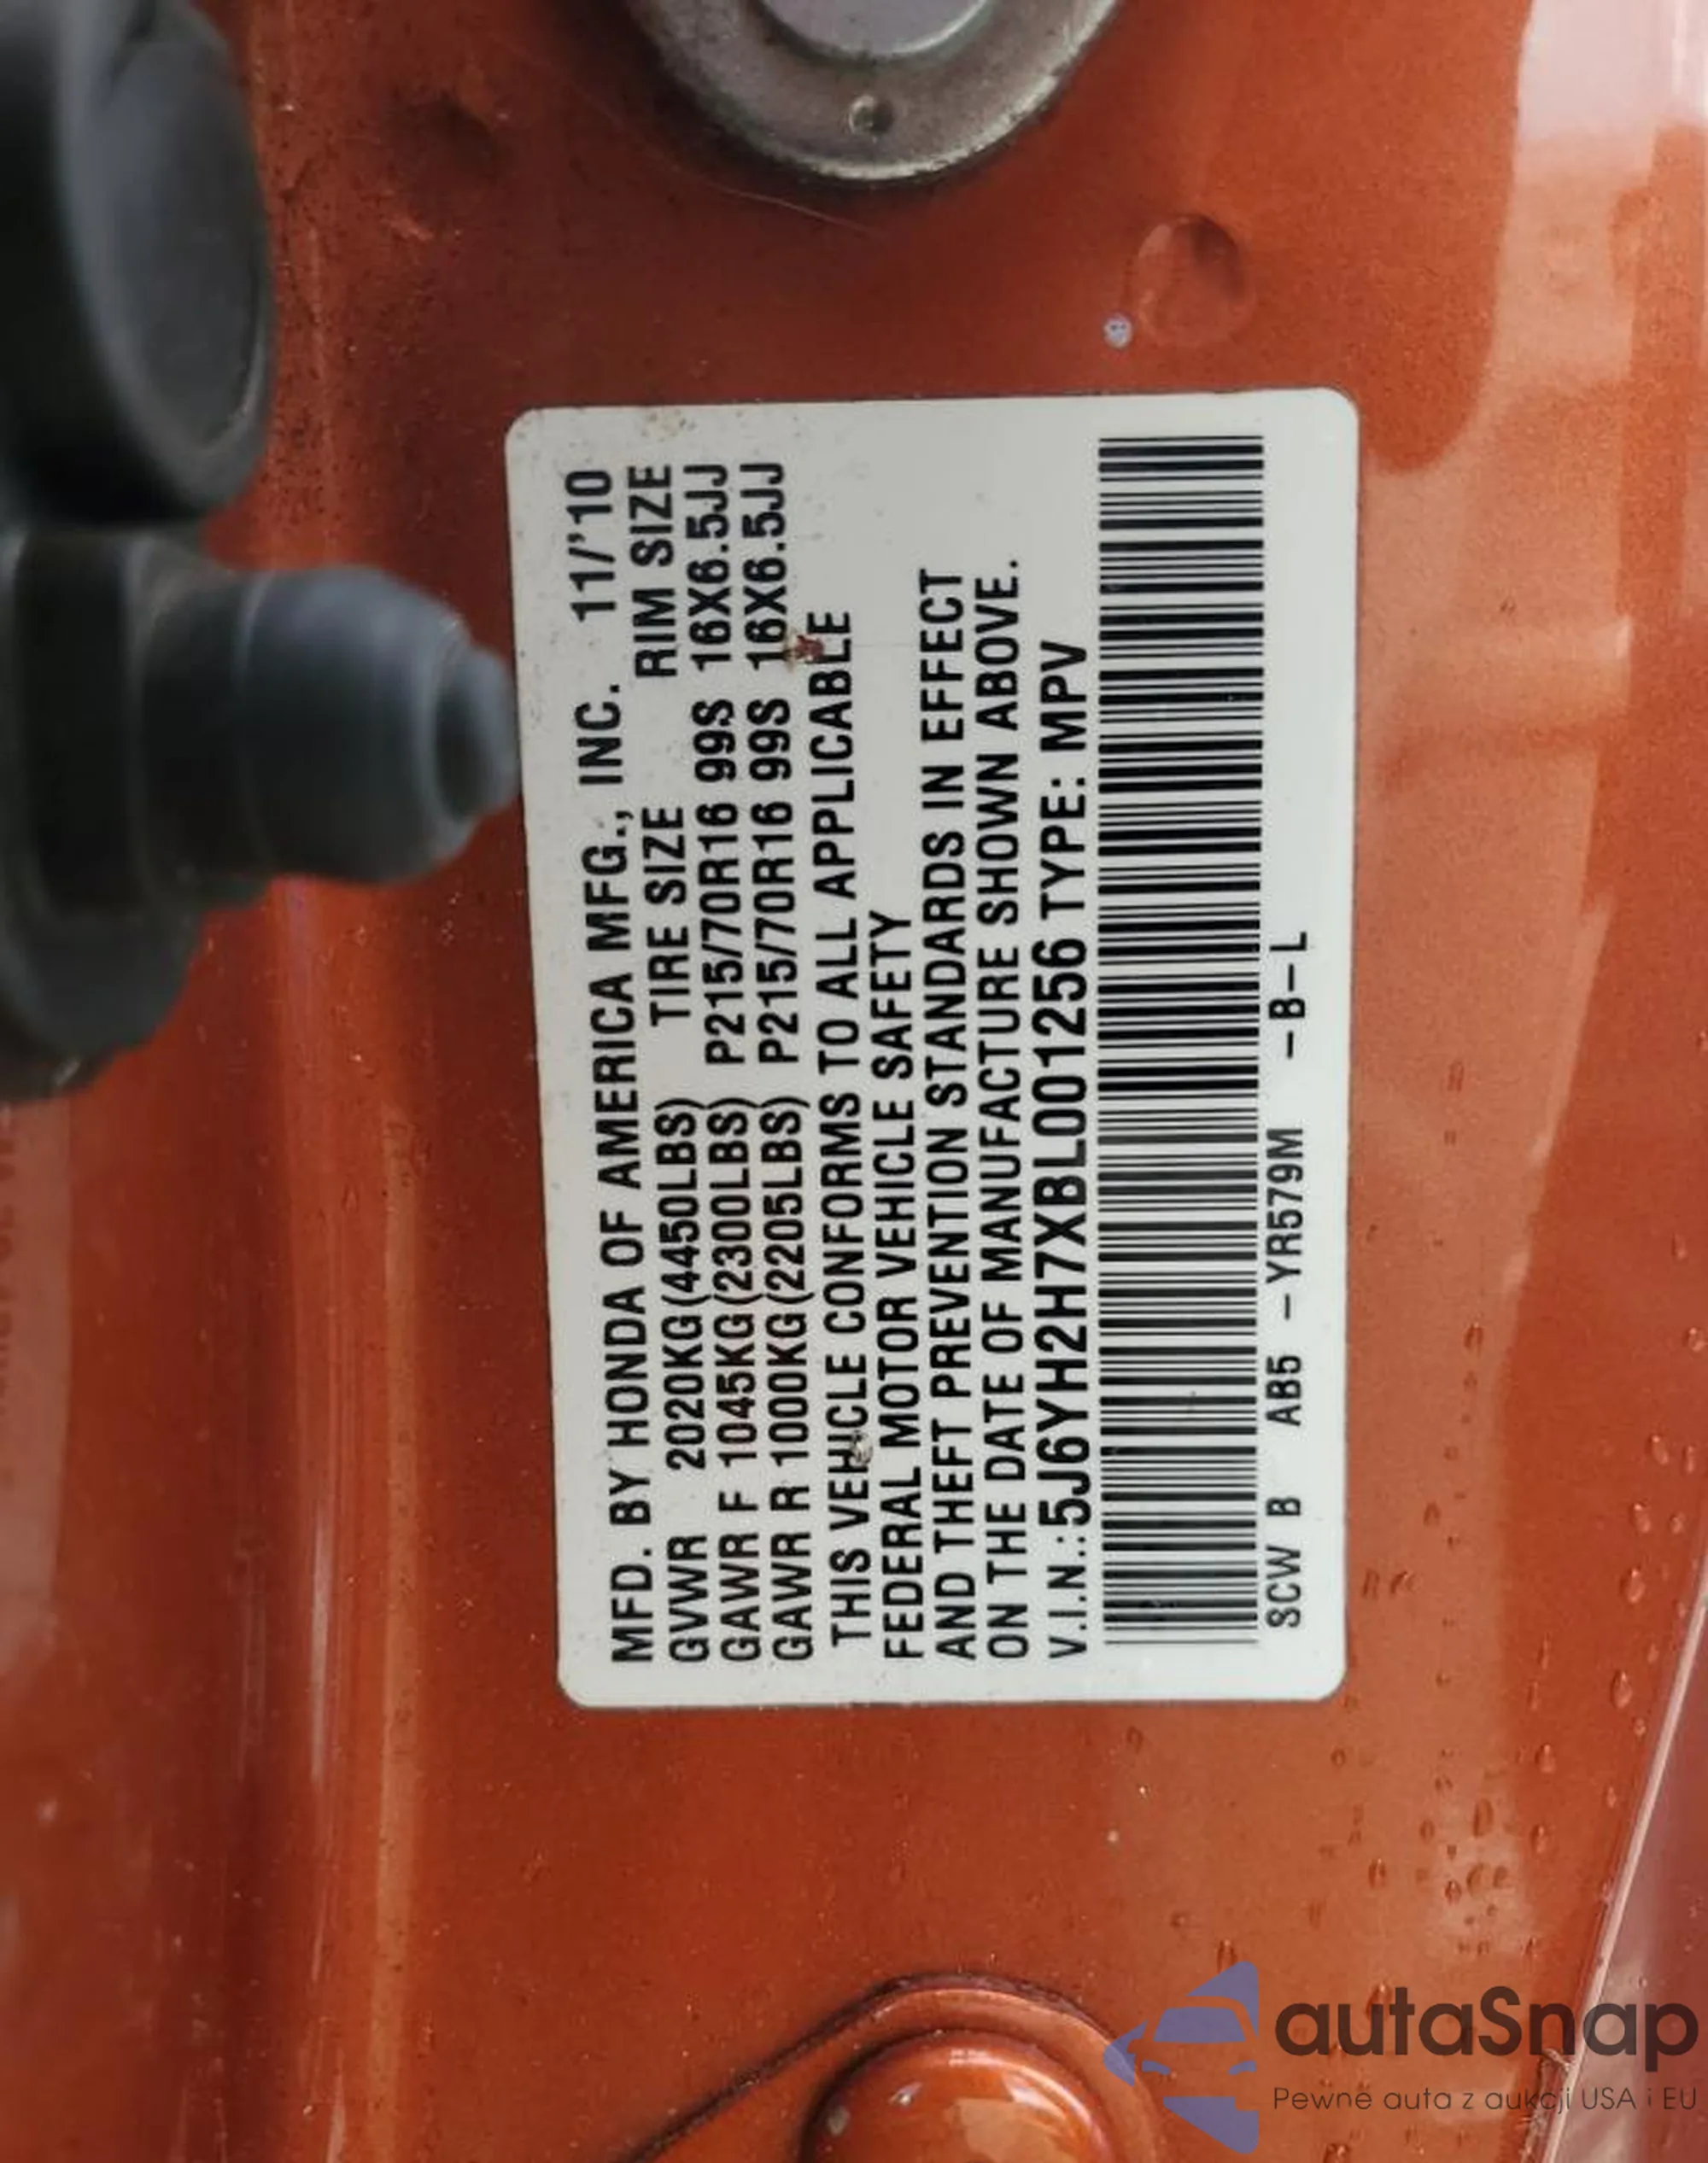 MFD. BY HONDA OF AMERICA MFG., INC. 11/'10
GVWR 2020KG(4450LBS) TIRE SIZE RIM SIZE
GAWR F 1045KG(2300LBS) P215/70R16 99S 16X6.5JJ
GAWR R 1000KG(2205LBS) P215/70R16 99S 16X6.5JJ
THIS VEHICLE CONFORMS TO ALL APPLICABLE
FEDERAL MOTOR VEHICLE SAFETY
AND THEFT PREVENTION STANDARDS IN EFFECT
ON THE DATE OF MANUFACTURE SHOWN ABOVE.
V.I.N.:5J6YH2H7XBL001256 TYPE: MPV
SCW B AB5 -YR579M -B-L
autaSnap
Pewne auta z aukcji USA i EU